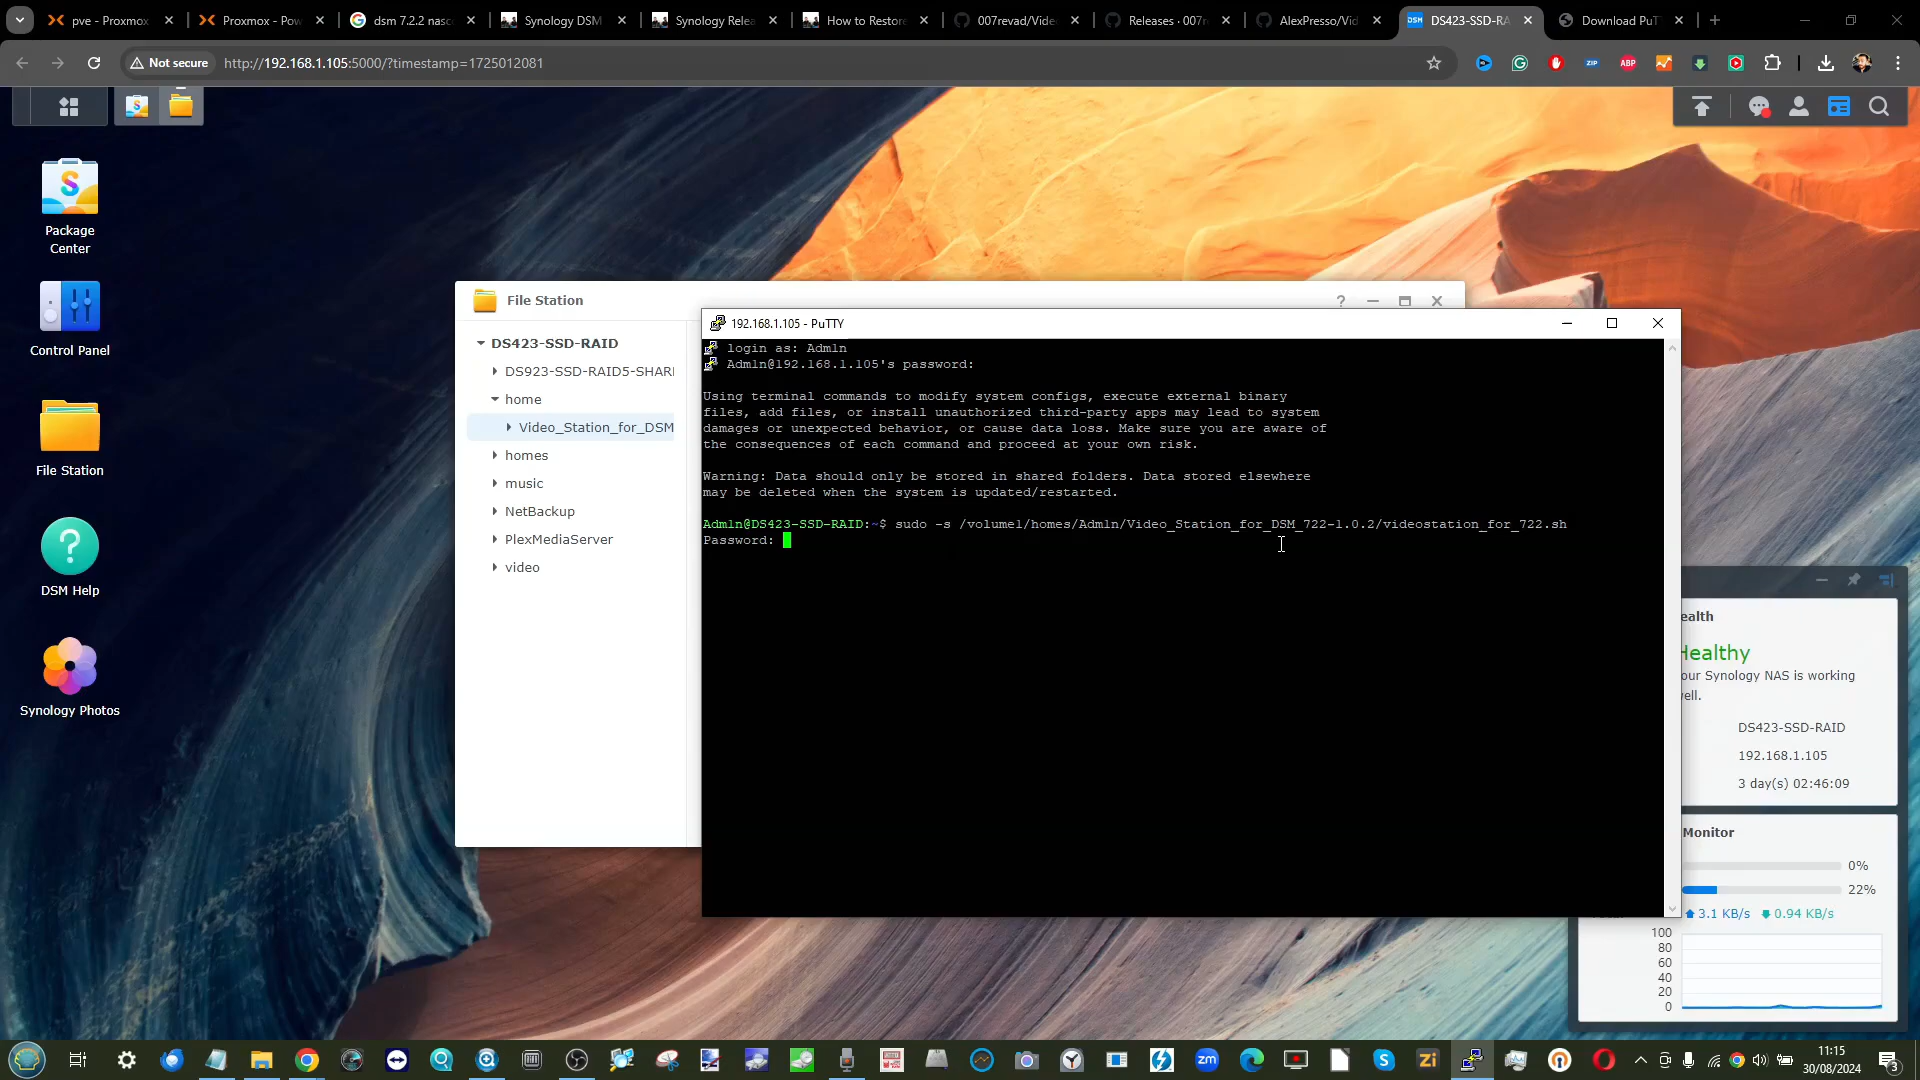 pve - Proxmox
Proxmox - Pow
dsm 7.2.2 nasc
Synology DSM
Synology Relea
How to Restore
007revad/Vide
Releases · 007r
AlexPresso/Vid
DS423-SSD-RA
Download PuT
Not secure
http://192.168.1.105:5000/?timestamp=1725012081
Package
Center
Control Panel
File Station
DSM Help
Synology Photos
File Station
DS423-SSD-RAID
DS923-SSD-RAID5-SHARI
home
Video_Station_for_DSM
homes
music
NetBackup
PlexMediaServer
video
192.168.1.105 - PuTTY
login as: Adm1n
Adm1n@192.168.1.105's password:
Using terminal commands to modify system configs, execute external binary
files, add files, or install unauthorized third-party apps may lead to system
damages or unexpected behavior, or cause data loss. Make sure you are aware of
the consequences of each command and proceed at your own risk.
Warning: Data should only be stored in shared folders. Data stored elsewhere
may be deleted when the system is updated/restarted.
Adm1n@DS423-SSD-RAID:~$ sudo -s /volume1/homes/Adm1n/Video_Station_for_DSM_722-1.0.2/videostation_for_722.sh
Password:
ealth
Healthy
our Synology NAS is working
ell.
DS423-SSD-RAID
192.168.1.105
3 day(s) 02:46:09
Monitor
0%
22%
3.1 KB/s
0.94 KB/s
100
80
60
40
20
0
11:15
30/08/2024
3